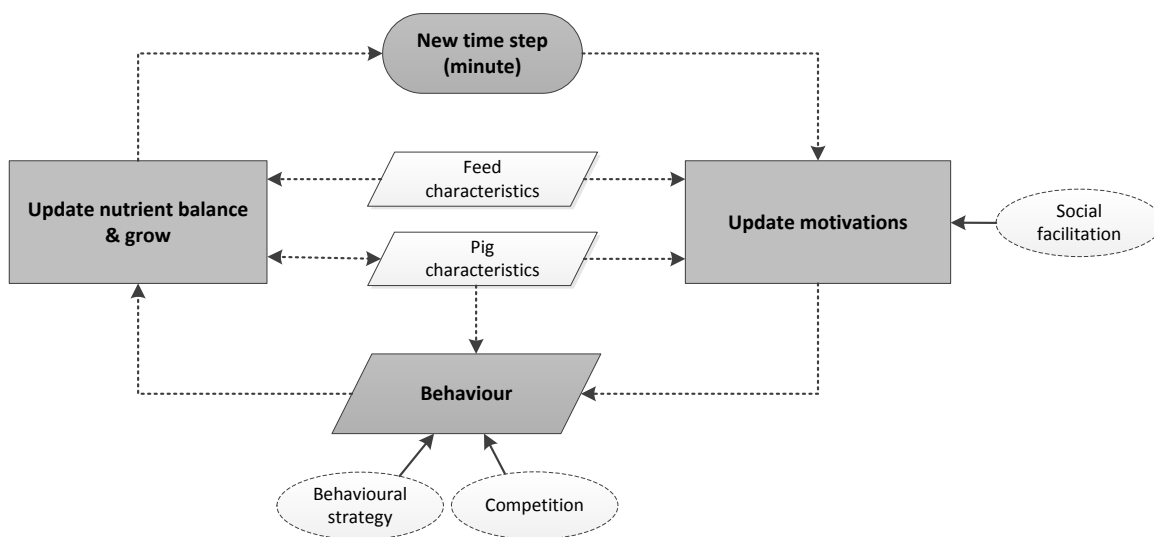 New time step
(minute)
Feed
characteristics
Update nutrient balance
& grow
Update motivations
Social
facilitation
Pig
characteristics
Behaviour
Behavioural
strategy
Competition